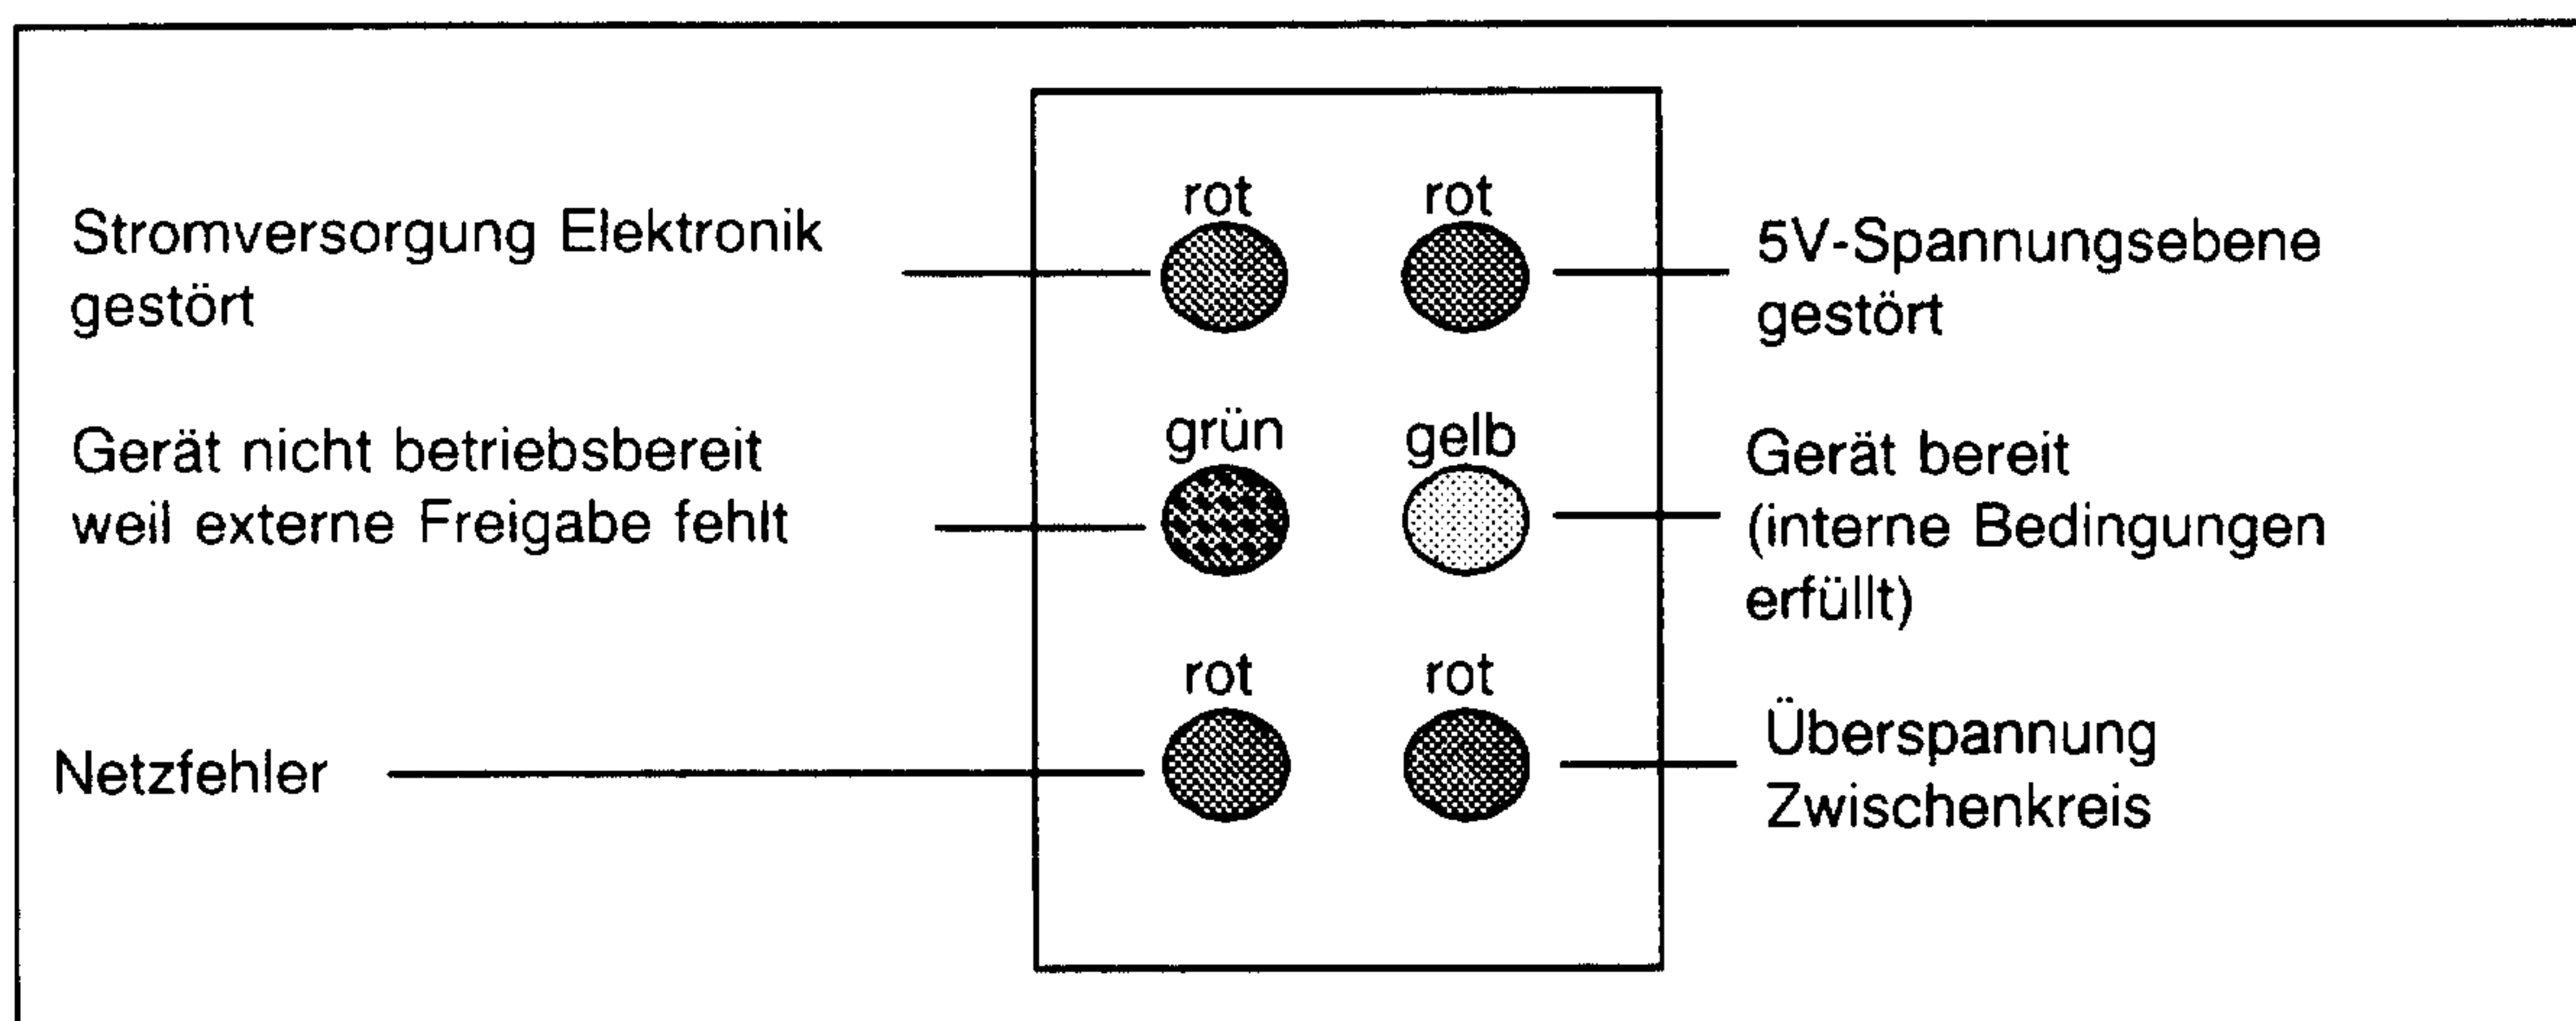 Stromversorgung Elektronik
gestört
rot
rot
5V-Spannungsebene
gestört
Gerät nicht betriebsbereit
weil externe Freigabe fehlt
grün
gelb
Gerät bereit
(interne Bedingungen
erfüllt)
Netzfehler
rot
rot
Überspannung
Zwischenkreis